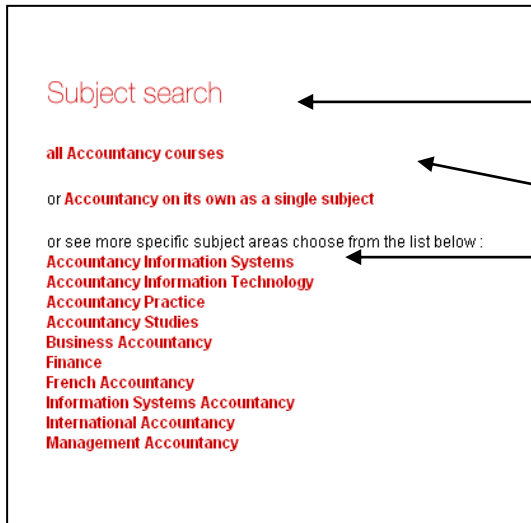 Subject search
all Accountancy courses
or Accountancy on its own as a single subject
or see more specific subject areas choose from the list below :
Accountancy Information Systems
Accountancy Information Technology
Accountancy Practice
Accountancy Studies
Business Accountancy
Finance
French Accountancy
Information Systems Accountancy
International Accountancy
Management Accountancy